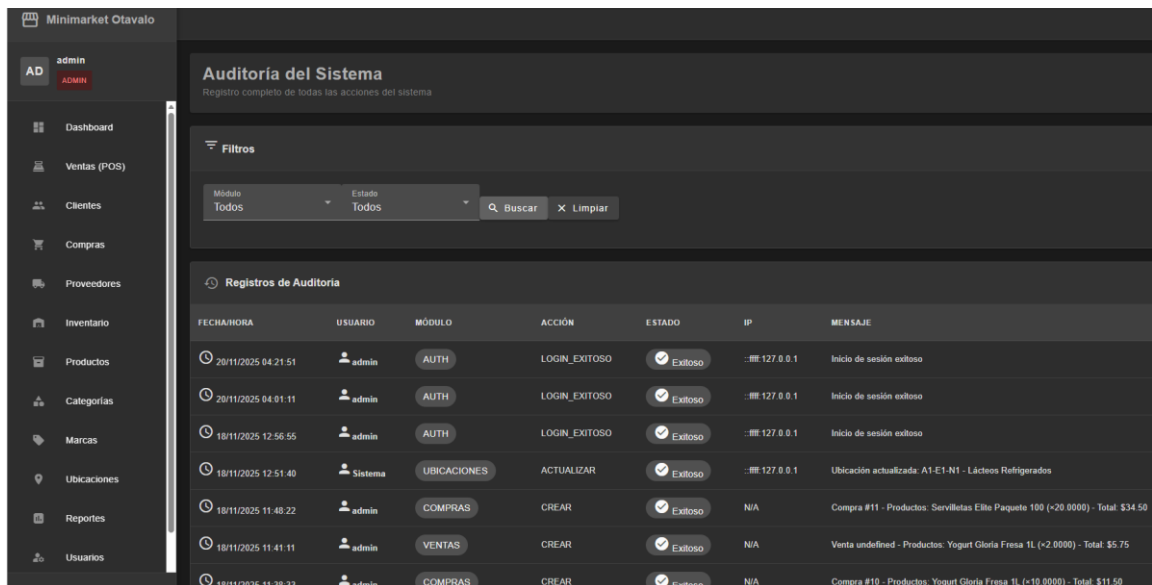 Minimarket Otavalo
AD
admin
ADMIN
Dashboard
Ventas (POS)
Clientes
Compras
Proveedores
Inventario
Productos
Categorías
Marcas
Ubicaciones
Reportes
Usuarios
Auditoría del Sistema
Registro completo de todas las acciones del sistema
Filtros
Módulo
Todos
Estado
Todos
Buscar
Limpiar
Registros de Auditoría
FECHA/HORA USUARIO MÓDULO ACCIÓN ESTADO IP MENSAJE
20/11/2025 04:21:51 admin AUTH LOGIN_EXITOSO Exitoso ::ffff:127.0.0.1 Inicio de sesión exitoso
20/11/2025 04:01:11 admin AUTH LOGIN_EXITOSO Exitoso ::ffff:127.0.0.1 Inicio de sesión exitoso
18/11/2025 12:56:55 admin AUTH LOGIN_EXITOSO Exitoso ::ffff:127.0.0.1 Inicio de sesión exitoso
18/11/2025 12:51:40 Sistema UBICACIONES ACTUALIZAR Exitoso ::ffff:127.0.0.1 Ubicación actualizada: A1-E1-N1 - Lácteos Refrigerados
18/11/2025 11:48:22 admin COMPRAS CREAR Exitoso N/A Compra #11 - Productos: Servilletas Elite Paquete 100 (×20.0000) - Total: $34.50
18/11/2025 11:41:11 admin VENTAS CREAR Exitoso N/A Venta undefined - Productos: Yogurt Gloria Fresa 1L (×2.0000) - Total: $5.75
18/11/2025 11:38:33 admin COMPRAS CREAR Exitoso N/A Compra #10 - Productos: Yogurt Gloria Fresa 1L (×10.0000) - Total: $11.50